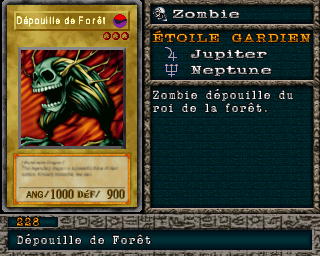 Dépouille de Forêt
ANG/1000 DÉF/ 900
Zombie
ÉTOILE GARDIEN
Jupiter
Neptune
Zombie dépouille du
roi de la forêt.
228
Dépouille de Forêt